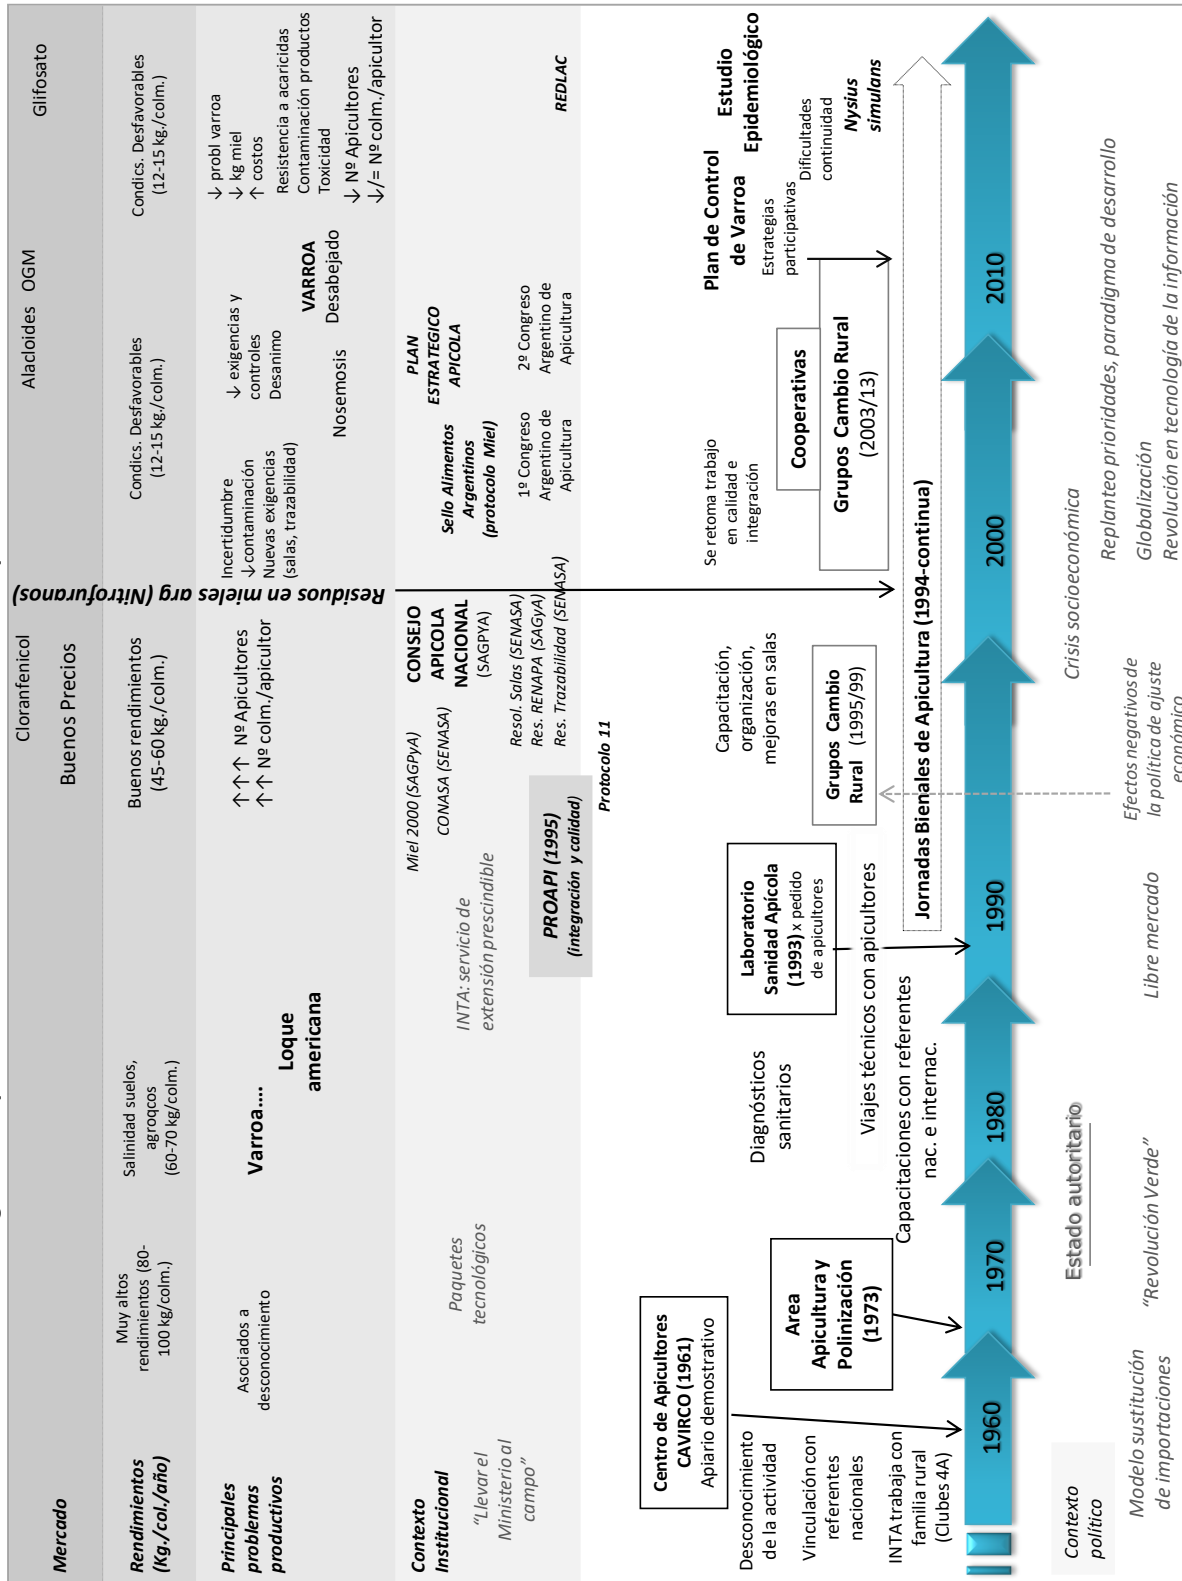 Mercado
Cloranfenicol
Buenos Precios
Alacloides OGM
Glifosato
Rendimientos
(Kg./col./año)
Muy altos
rendimientos (80-
100 kg/colm.)
Salinidad suelos,
agroqcos
(60-70 kg/colm.)
Buenos rendimientos
(45-60 kg./colm.)
Condics. Desfavorables
(12-15 kg./colm.)
Condics. Desfavorables
(12-15 kg./colm.)
Principales
problemas
productivos
Asociados a
desconocimiento
Varroa....
Loque
americana
↑↑↑ Nº Apicultores
↑↑ Nº colm./apicultor
Residuos en mieles arg (Nitrofuranos)
Incertidumbre
↓contaminación
Nuevas exigencias
(salas, trazabilidad)
↓ exigencias y
controles
Desanimo
Nosemosis
VARROA
Desabejado
↓ probl varroa
↓ kg miel
↑ costos
Resistencia a acaricidas
Contaminación productos
Toxicidad
↓ Nº Apicultores
↓/= Nº colm./apicultor
Contexto
Institucional
“Llevar el
Ministerio al
campo”
Paquetes
tecnológicos
INTA: servicio de
extensión prescindible
Miel 2000 (SAGPyA)
CONASA (SENASA)
PROAPI (1995)
(integración y calidad)
Protocolo 11
CONSEJO
APICOLA
NACIONAL
(SAGPYA)
Resol. Salas (SENASA)
Res. RENAPA (SAGyA)
Res. Trazabilidad (SENASA)
Sello Alimentos
Argentinos
(protocolo Miel)
1º Congreso
Argentino de
Apicultura
PLAN
ESTRATEGICO
APICOLA
2º Congreso
Argentino de
Apicultura
REDLAC
Centro de Apicultores
CAVIRCO (1961)
Apiario demostrativo
Desconocimiento
de la actividad
Vinculación con
referentes
nacionales
INTA trabaja con
familia rural
(Clubes 4A)
Area
Apicultura y
Polinización
(1973)
Diagnósticos
sanitarios
Viajes técnicos con apicultores
Capacitaciones con referentes
nac. e internac.
Laboratorio
Sanidad Apícola
(1993) x pedido
de apicultores
Capacitación,
organización,
mejoras en salas
Grupos Cambio
Rural (1995/99)
Jornadas Bienales de Apicultura (1994-continua)
Se retoma trabajo
en calidad e
integración
Cooperativas
Grupos Cambio Rural
(2003/13)
Plan de Control
de Varroa
Estrategias
participativas
Estudio
Epidemiológico
Dificultades
continuidad
Nysius
simulans
1960
1970
1980
1990
2000
2010
Contexto
político
Modelo sustitución
de importaciones
Estado autoritario
“Revolución Verde”
Libre mercado
Efectos negativos de
la política de ajuste
económico
Crisis socioeconómica
Replanteo prioridades, paradigma de desarrollo
Globalización
Revolución en tecnología de la información